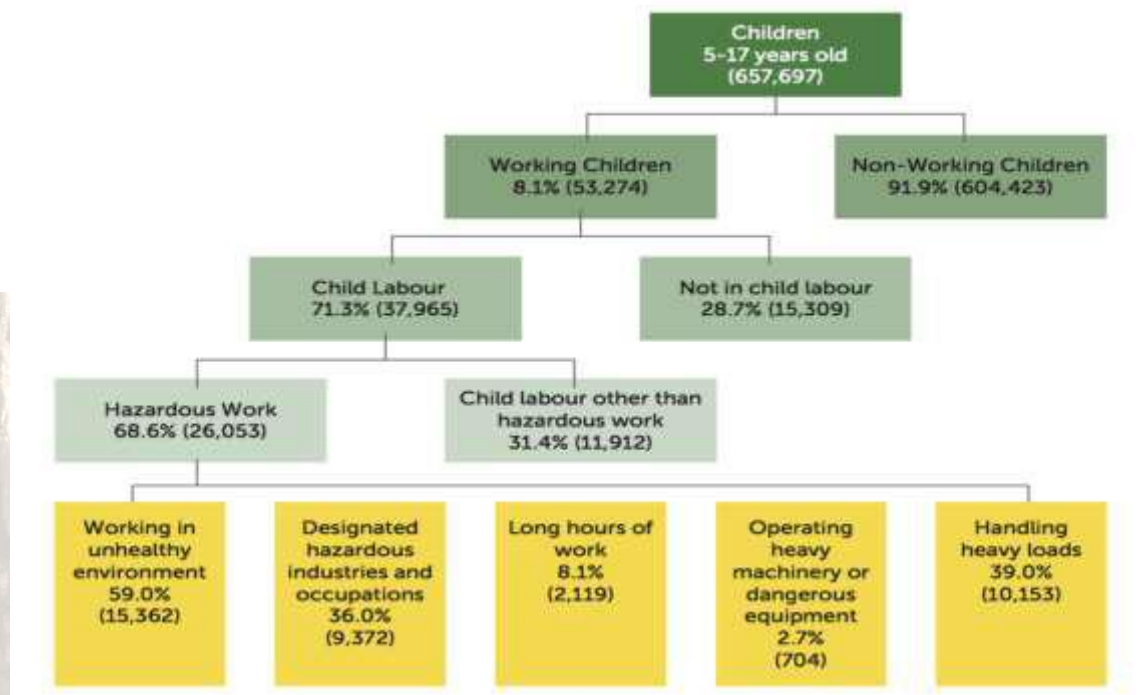 Children
5-17 years old
(657,697)
Working Children
8.1% (53,274)
Non-Working Children
91.9% (604,423)
Child Labour
71.3% (37,965)
Not in child labour
28.7% (15,309)
Hazardous Work
68.6% (26,053)
Child labour other than
hazardous work
31.4% (11,912)
Working in
unhealthy
environment
59.0%
(15,362)
Designated
hazardous
industries and
occupations
36.0%
(9,372)
Long hours of
work
8.1%
(2,119)
Operating
heavy
machinery or
dangerous
equipment
2.7%
(704)
Handling
heavy loads
39.0%
(10,153)